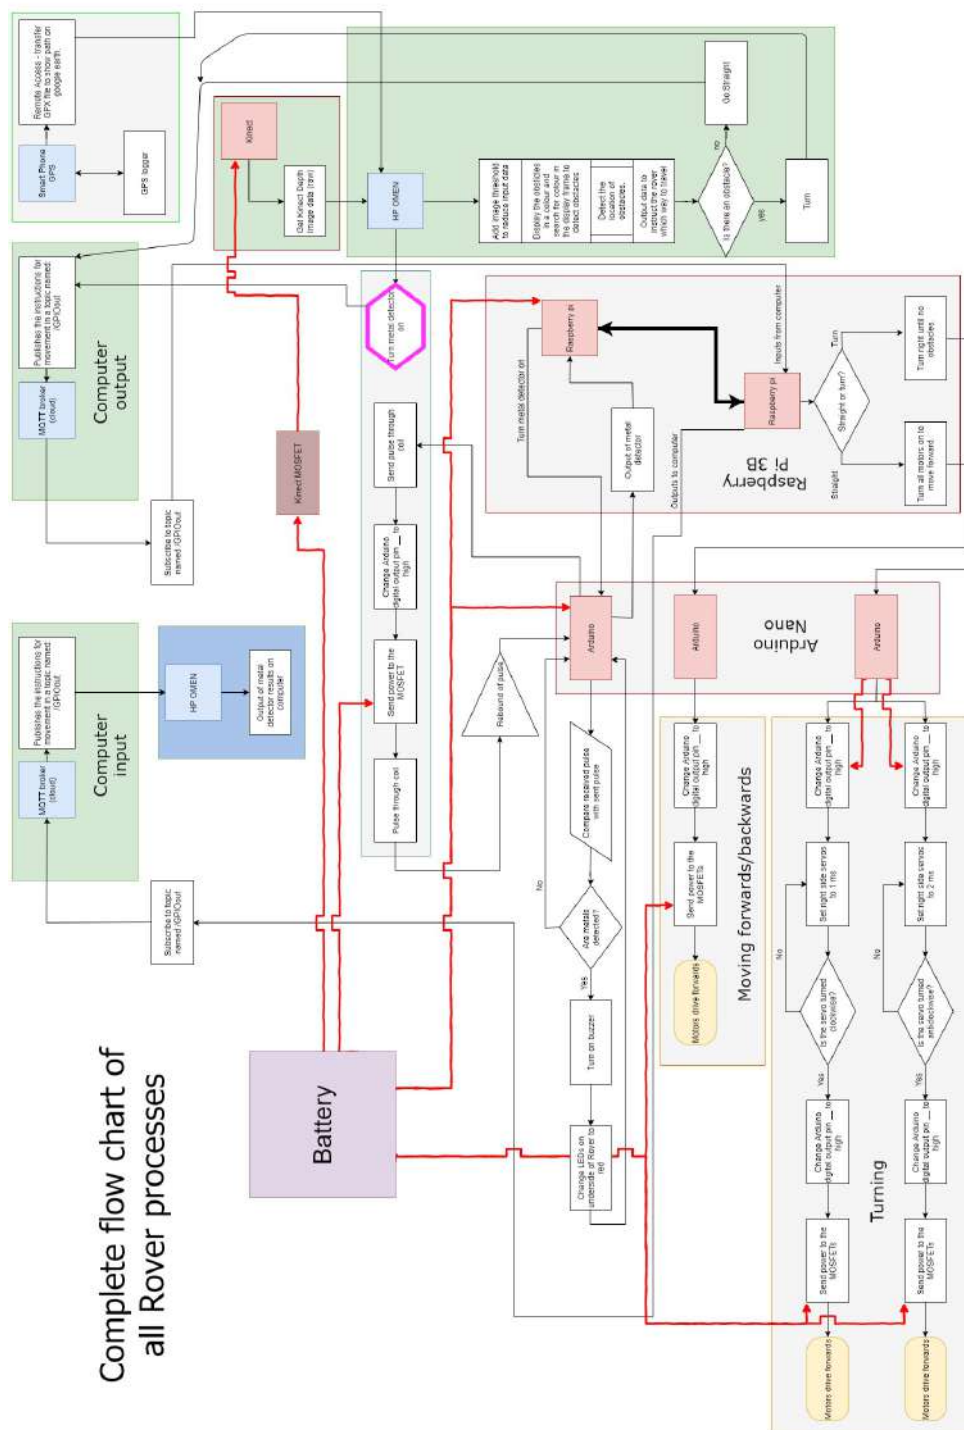 Complete flow chart of
all Rover processes
Remote Access - transfer
GPX file to show path on
google earth.
Smart Phone
GPS
GPS logger
Kinect
Get Kinect Depth
image data (raw)
HP OMEN
Add image threshold
to reduce input data
Display the obsticles
in a colour and
search for colour in
the display frame to
detect obstacles
Detect the
location of
obstacles.
Output data to
instruct the rover
which way to travel
Is there an obstacle?
no
yes
Go Straight
Turn
Publishes the instructions for
movement in a topic named:
/GPIOout
MQTT broker
(cloud)
Computer
output
Subscribe to topic
named /GPIOout
Publishes the instructions for
movement in a topic named:
/GPIOout
MQTT broker
(cloud)
Computer
input
Subscribe to topic
named /GPIOout
HP OMEN
Output of metal
detector results on
computer
Kinect MOSFET
Battery
Turn metal detector
on
Send pulse through
coil
Change Arduino
digital output pin __ to
high
Send power to the
MOSFET
Pulse through coil
Rebound of pulse
Raspberry pi
Turn metal detector on
Output of metal
detector
Outputs to computer
Inputs from computer
Raspberry pi
Straight or turn?
Turn
Straight
Turn right until no
obstacles
Turn all motors on to
move forward
Raspberry
Pi 3B
Arduino
Arduino
Arduino
Arduino
Nano
Compare received pulse
with sent pulse
Are metals
detected?
No
Yes
Turn on buzzer
Change LEDs on
underside of Rover to
red
Change Arduino
digital output pin __ to
high
Send power to the
MOSFETs
Motors drive forwards
Moving forwards/backwards
Change Arduino
digital output pin __ to
high
Set right side servos
to 1 ms
No
Is the servo turned
clockwise?
Yes
Change Arduino
digital output pin __ to
high
Send power to the
MOSFETs
Motors drive forwards
Change Arduino
digital output pin __ to
high
Set right side servos
to 2 ms
No
Is the servo turned
anticlockwise?
Yes
Change Arduino
digital output pin __ to
high
Send power to the
MOSFETs
Motors drive forwards
Turning